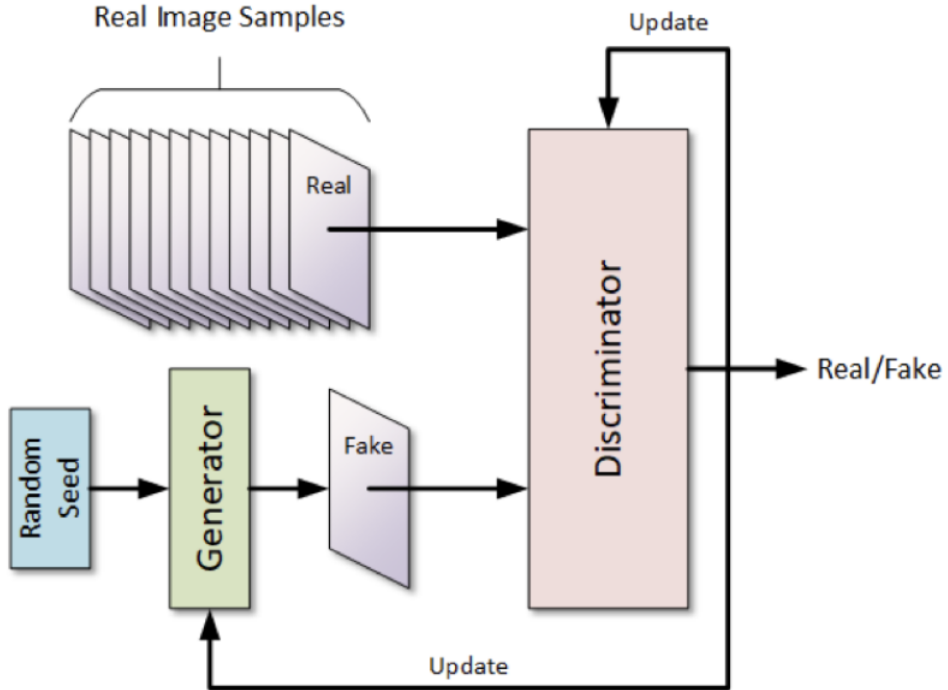 Real Image Samples
Update
Real
Discriminator
Real/Fake
Random
Seed
Generator
Fake
Update